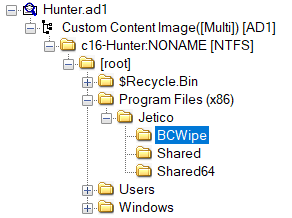 Hunter.ad1
Custom Content Image([Multi]) [AD1]
c16-Hunter:NONAME [NTFS]
[root]
$Recycle.Bin
Program Files (x86)
Jetico
BCWipe
Shared
Shared64
Users
Windows